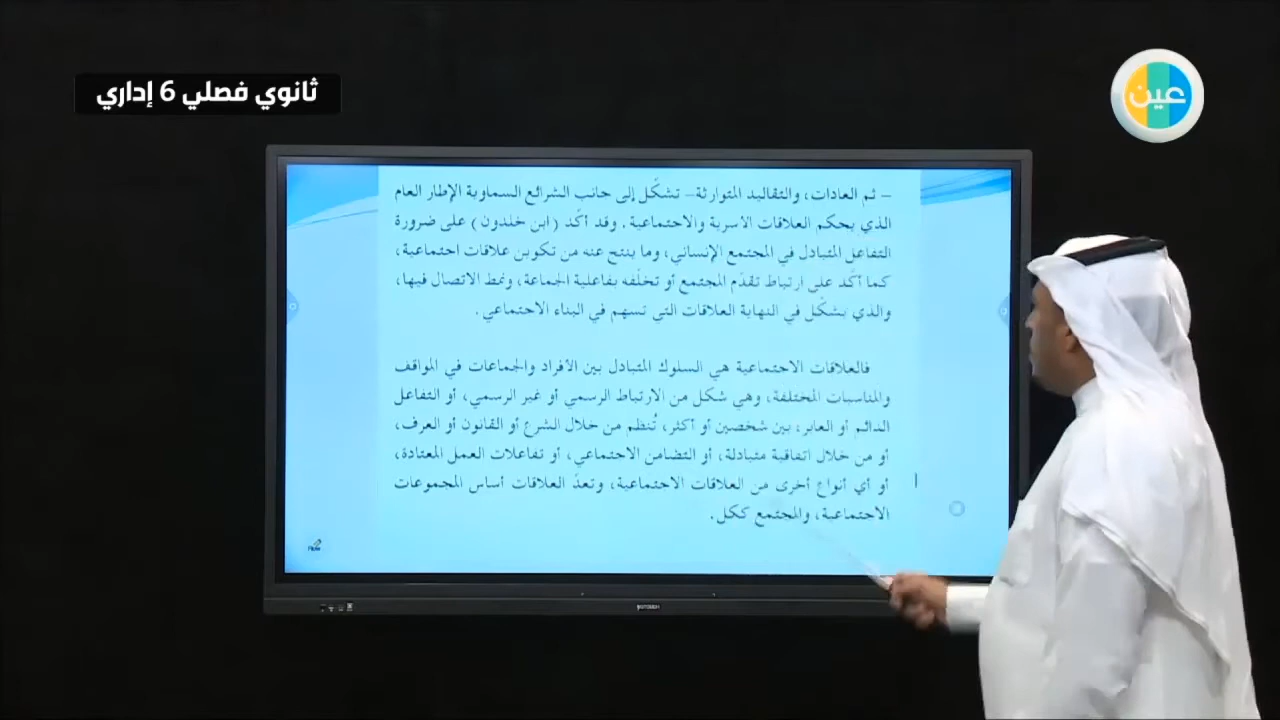 ثانوي فصلي 6 إداري
عين
– ثم العادات، والتقاليد المتوارثة– تشكّل إلى جانب الشرائع السماوية الإطار العام
الذي يحكم العلاقات الأسرية والاجتماعية. وقد أكّد (ابن خلدون) على ضرورة
التفاعل المتبادل في المجتمع الإنساني، وما ينتج عنه من تكوين علاقات اجتماعية،
كما أكّد على ارتباط تقدّم المجتمع أو تخلّفه بفاعلية الجماعة، ونمط الاتصال فيها،
والذي يشكّل في النهاية العلاقات التي تسهم في البناء الاجتماعي.
فالعلاقات الاجتماعية هي السلوك المتبادل بين الأفراد والجماعات في المواقف
والمناسبات المختلفة، وهي شكل من الارتباط الرسمي أو غير الرسمي، أو التفاعل
الدائم أو العابر، بين شخصين أو أكثر، تُنظم من خلال الشرع أو القانون أو العرف،
أو من خلال اتفاقية متبادلة، أو التضامن الاجتماعي، أو تفاعلات العمل المعتادة،
أو أي أنواع أخرى من العلاقات الاجتماعية، وتعدّ العلاقات أساس المجموعات
الاجتماعية، والمجتمع ككل.